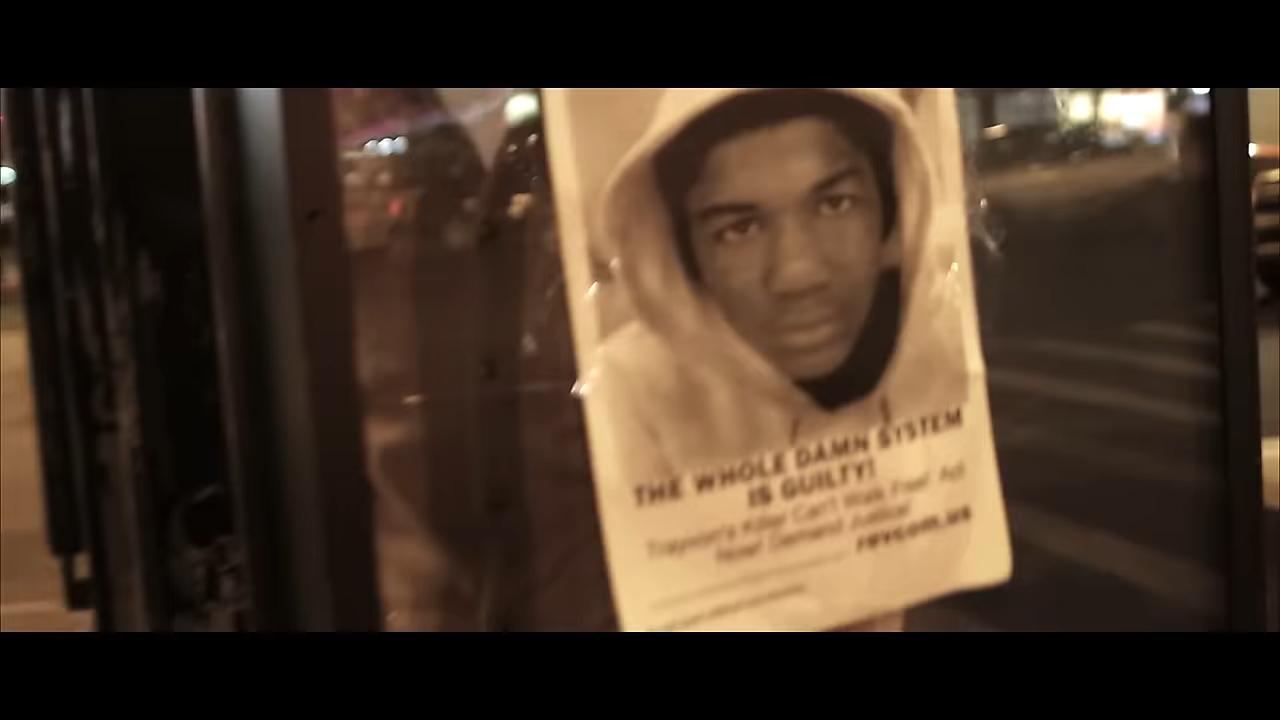 THE WHOLE DAMN SYSTEM
IS GUILTY!
Trayvon's Killer Can't Walk Free! Act
Now! Demand Justice!
revcom.us